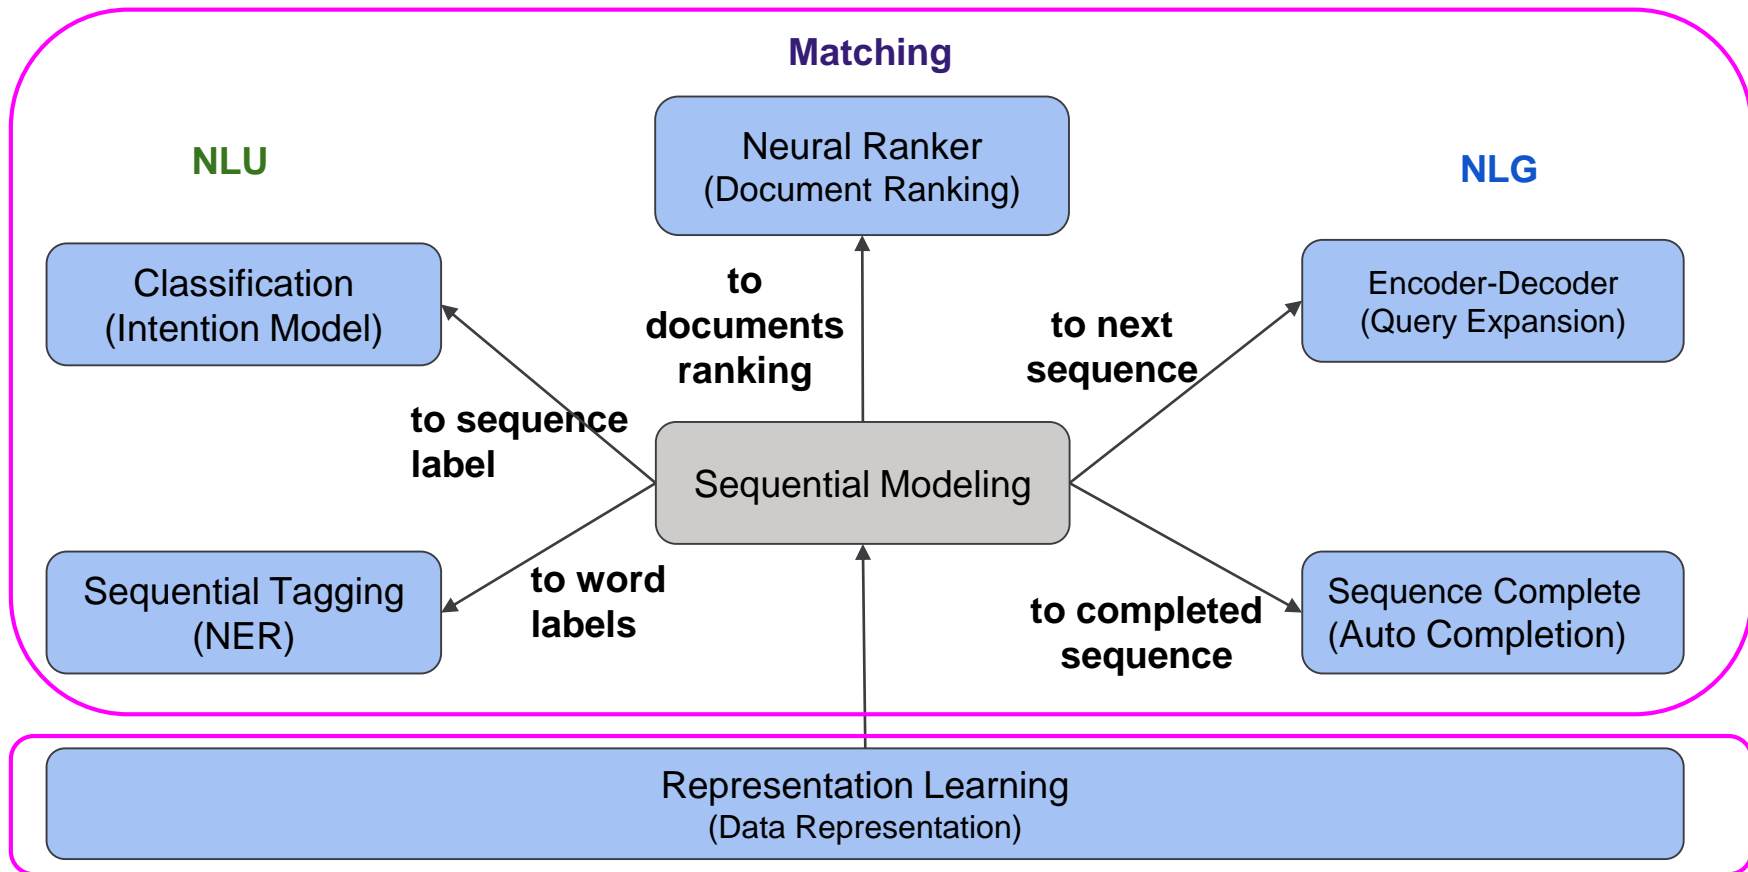 Matching
NLU
NLG
Neural Ranker
(Document Ranking)
Classification
(Intention Model)
Encoder-Decoder
(Query Expansion)
to
documents
ranking
to next
sequence
to sequence
label
Sequential Modeling
Sequential Tagging
(NER)
to word
labels
to completed
sequence
Sequence Complete
(Auto Completion)
Representation Learning
(Data Representation)